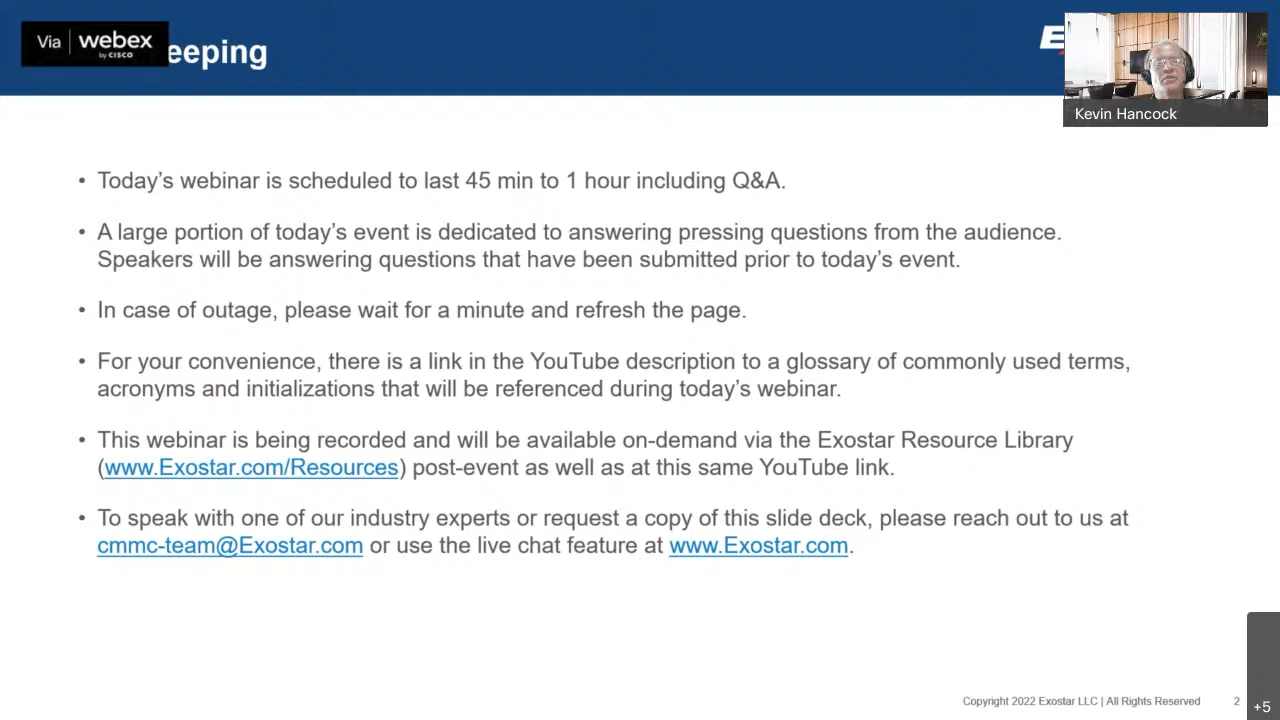 Via webex
by CISCO
eeping
E
Kevin Hancock
• Today's webinar is scheduled to last 45 min to 1 hour including Q&A.
• A large portion of today's event is dedicated to answering pressing questions from the audience.
Speakers will be answering questions that have been submitted prior to today's event.
• In case of outage, please wait for a minute and refresh the page.
• For your convenience, there is a link in the YouTube description to a glossary of commonly used terms,
acronyms and initializations that will be referenced during today's webinar.
• This webinar is being recorded and will be available on-demand via the Exostar Resource Library
(www.Exostar.com/Resources) post-event as well as at this same YouTube link.
• To speak with one of our industry experts or request a copy of this slide deck, please reach out to us at
cmmc-team@Exostar.com or use the live chat feature at www.Exostar.com.
Copyright 2022 Exostar LLC | All Rights Reserved 2
+5